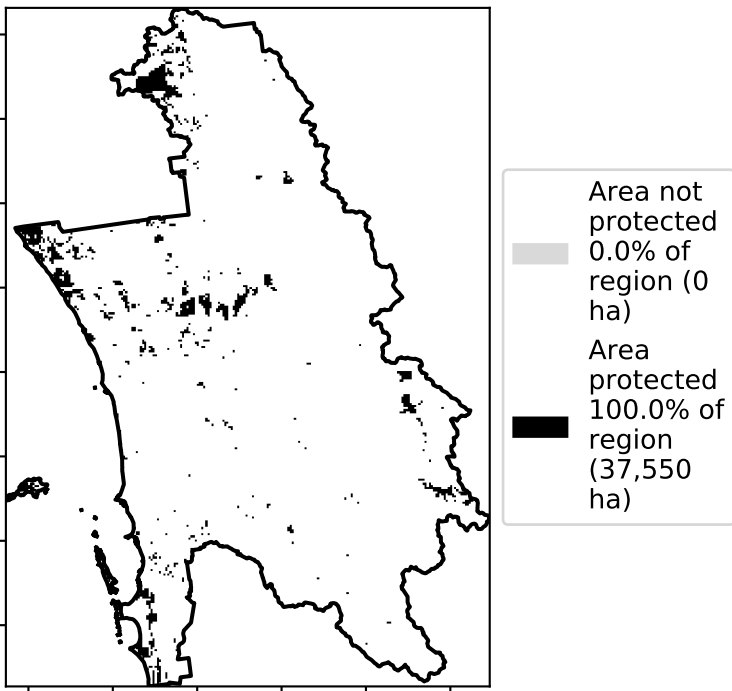 Area not
protected
0.0% of
region (0
ha)
Area
protected
100.0% of
region
(37,550
ha)